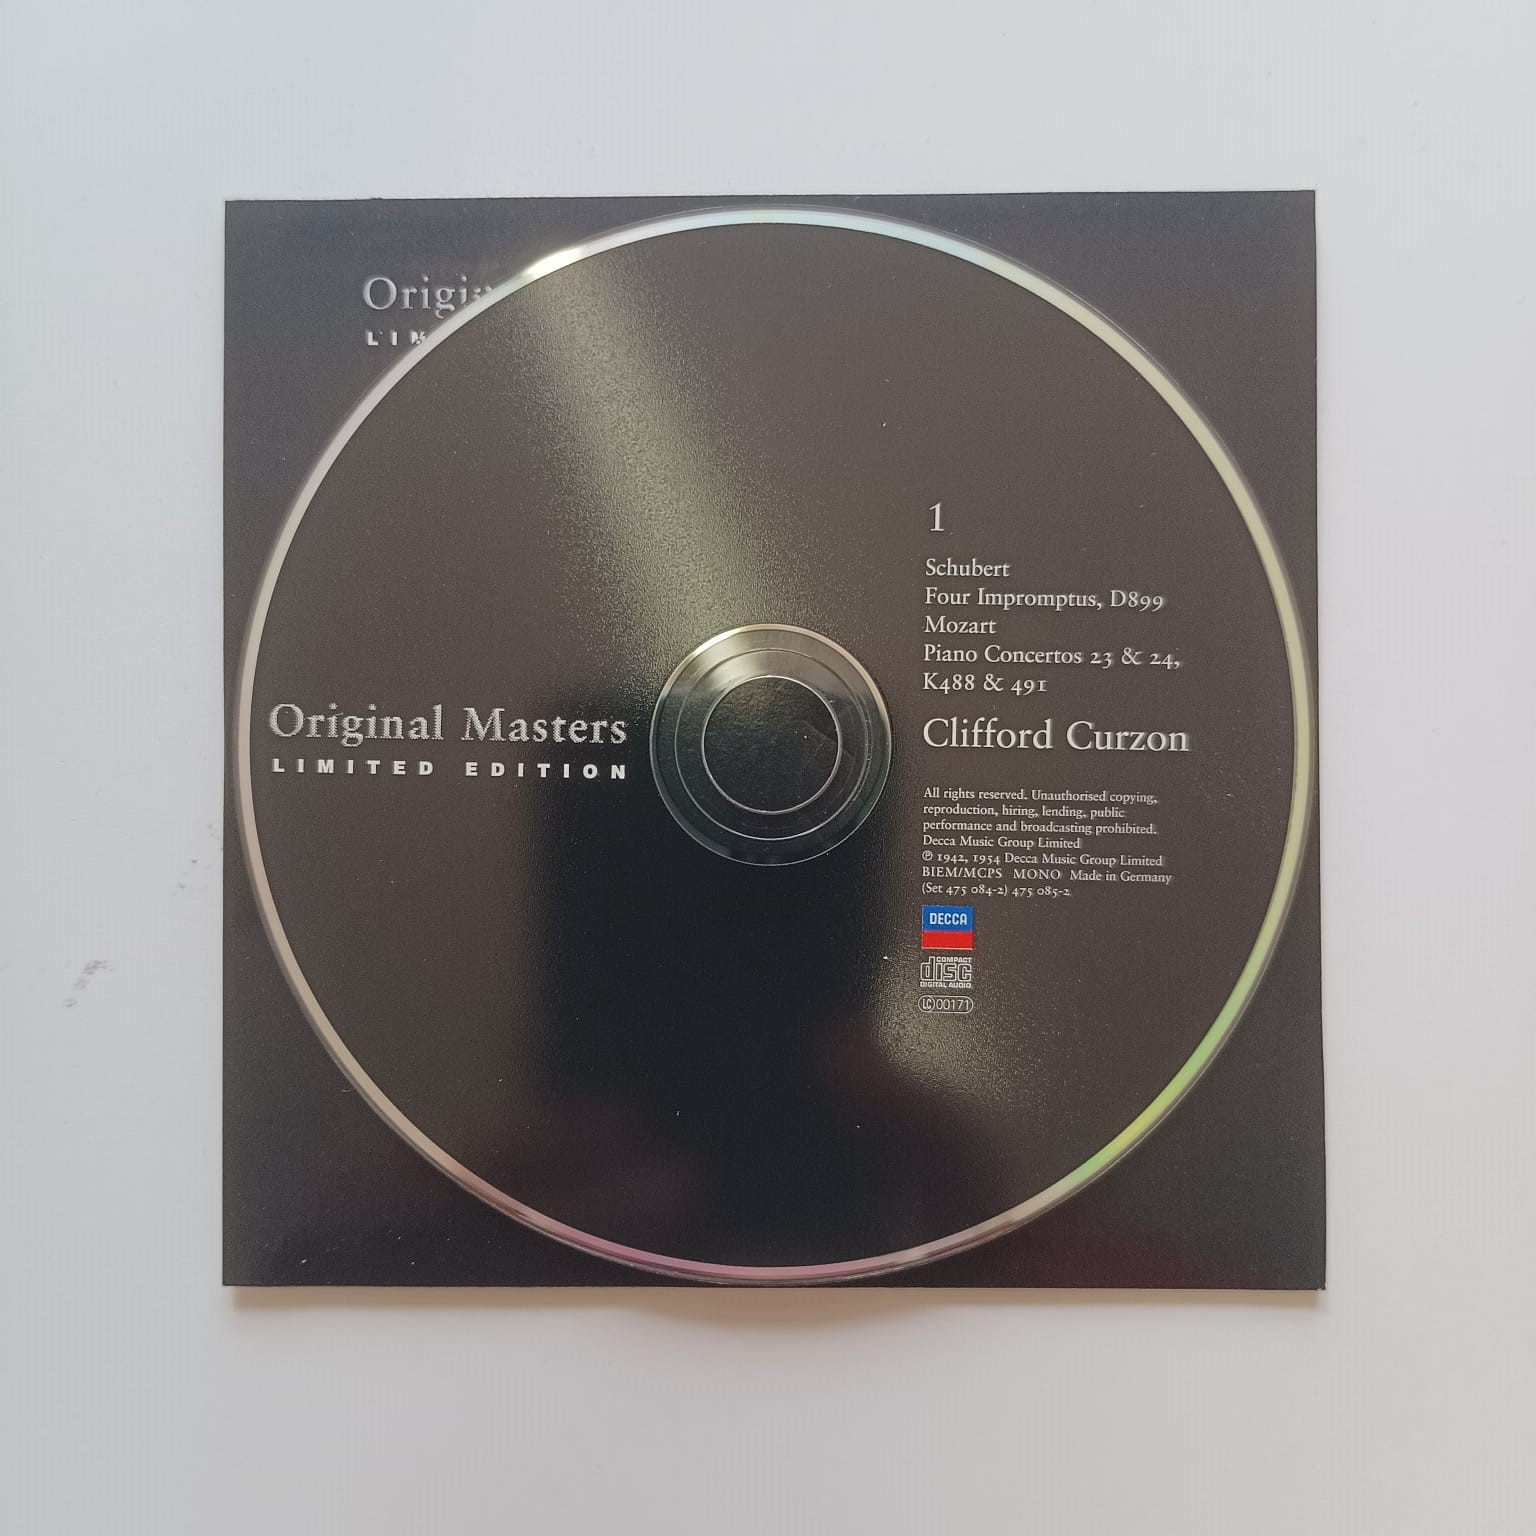 Origin
LIM
Original Masters
LIMITED EDITION
1
Schubert
Four Impromptus, D899
Mozart
Piano Concertos 23 & 24,
K488 & 491
Clifford Curzon
All rights reserved. Unauthorised copying,
reproduction, hiring, lending, public
performance and broadcasting prohibited.
Decca Music Group Limited
℗ 1942, 1954 Decca Music Group Limited
BIEM/MCPS MONO Made in Germany
(Set 475 084-2) 475 085-2
DECCA
COMPACT
disc
DIGITAL AUDIO
LC 00171